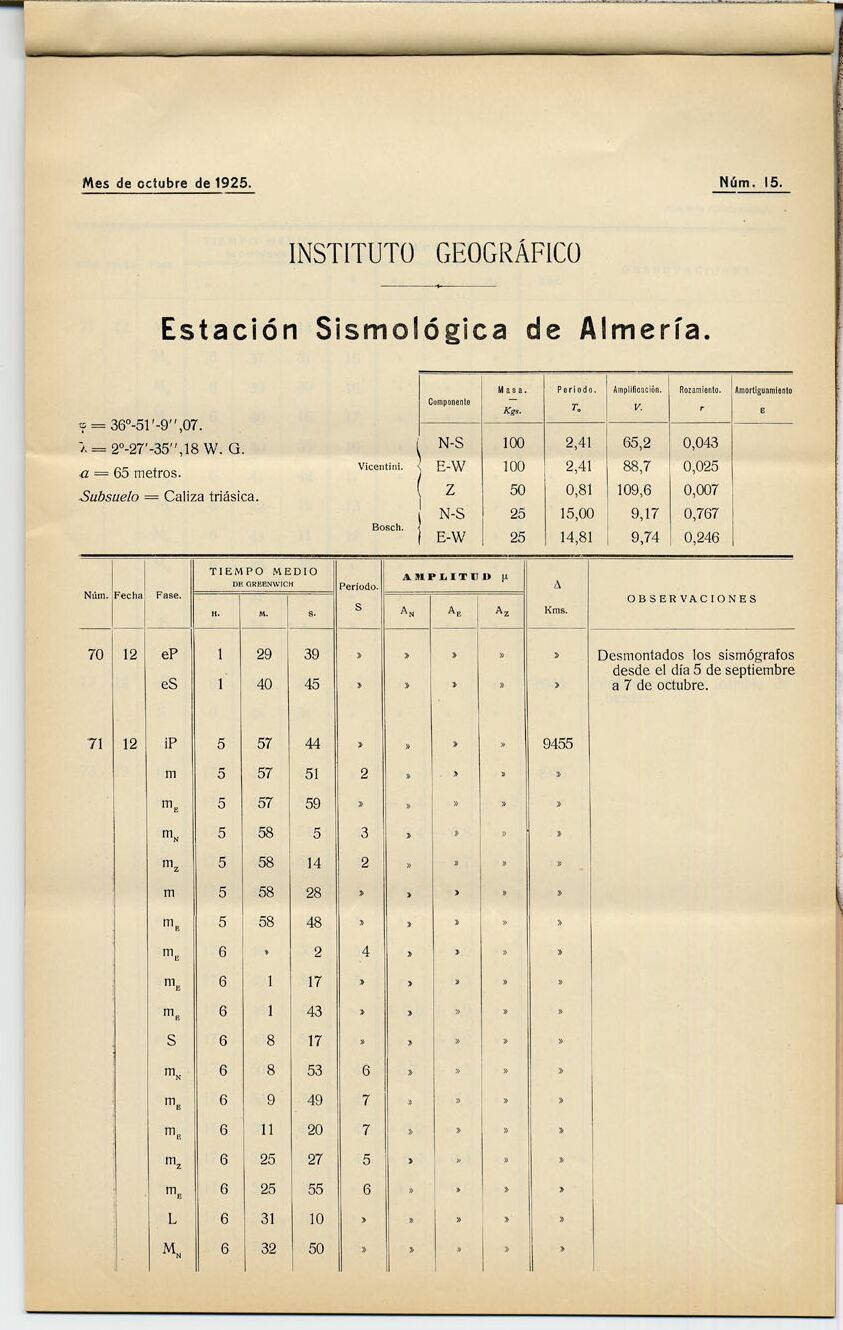 Mes de octubre de 1925. Núm. 15.
INSTITUTO GEOGRÁFICO
Estación Sismológica de Almería.
φ = 36º-51'-9'',07.
λ = 2º-27'-35'',18 W. G.
a = 65 metros.
Subsuelo = Caliza triásica.
Componente Masa. — Kgs. Periodo. T₀ Amplificación. V. Rozamiento. r Amortiguamiento ε
Vicentini.
N-S 100 2,41 65,2 0,043
E-W 100 2,41 88,7 0,025
Z 50 0,81 109,6 0,007
Bosch.
N-S 25 15,00 9,17 0,767
E-W 25 14,81 9,74 0,246
Núm. Fecha Fase. TIEMPO MEDIO DE GREENWICH Período. AMPLITUD μ Δ OBSERVACIONES
H. M. S. S A_N A_E A_Z Kms.
70 12 eP 1 29 39 » » » » » Desmontados los sismógrafos
desde el día 5 de septiembre
eS 1 40 45 » » » » » a 7 de octubre.
71 12 iP 5 57 44 » » » » 9455
m 5 57 51 2 » » » »
m_E 5 57 59 » » » » »
m_N 5 58 5 3 » » » »
m_Z 5 58 14 2 » » » »
m 5 58 28 » » » » »
m_E 5 58 48 » » » » »
m_E 6 » 2 4 » » » »
m_E 6 1 17 » » » » »
m_E 6 1 43 » » » » »
S 6 8 17 » » » » »
m_N 6 8 53 6 » » » »
m_E 6 9 49 7 » » » »
m_E 6 11 20 7 » » » »
m_Z 6 25 27 5 » » » »
m_E 6 25 55 6 » » » »
L 6 31 10 » » » » »
M_N 6 32 50 » » » » »